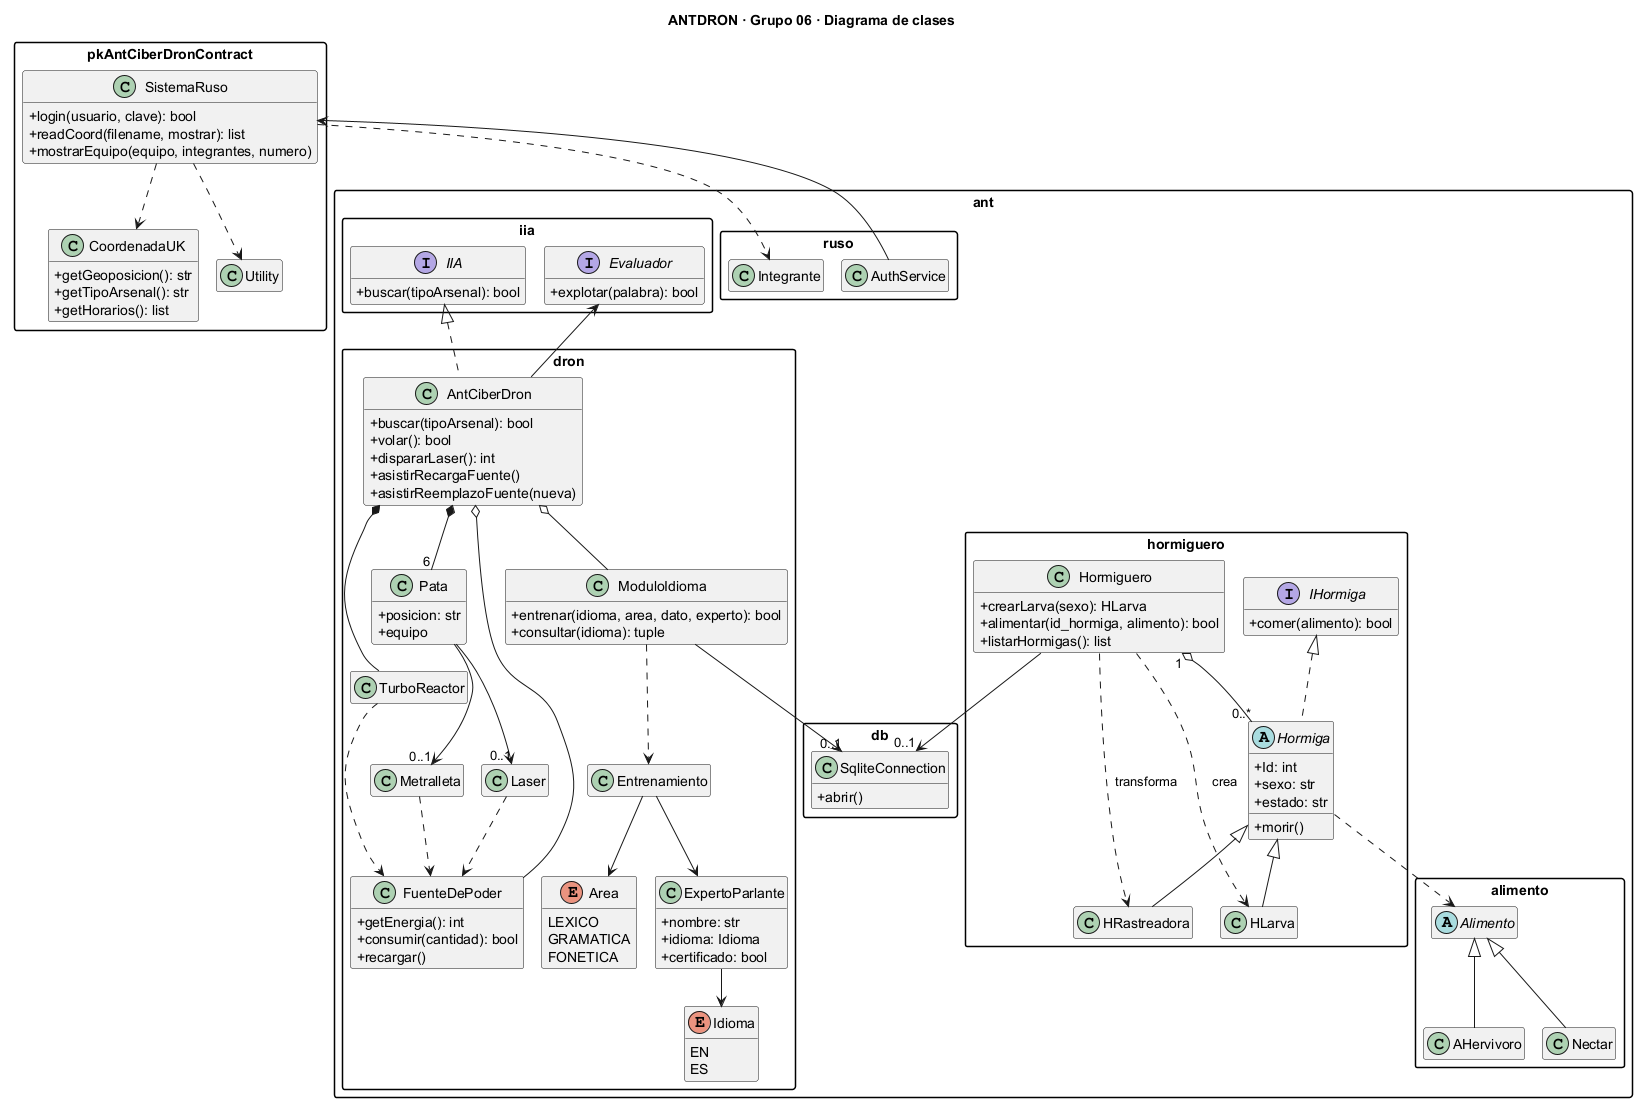 ANTDRON · Grupo 06 · Diagrama de clases
pkAntCiberDronContract
C SistemaRuso
+login(usuario, clave): bool
+readCoord(filename, mostrar): list
+mostrarEquipo(equipo, integrantes, numero)
C CoordenadaUK
+getGeoposicion(): str
+getTipoArsenal(): str
+getHorarios(): list
C Utility
ant
iia
I IIA
+buscar(tipoArsenal): bool
I Evaluador
+explotar(palabra): bool
ruso
C Integrante
C AuthService
dron
C AntCiberDron
+buscar(tipoArsenal): bool
+volar(): bool
+dispararLaser(): int
+asistirRecargaFuente()
+asistirReemplazoFuente(nueva)
6
C Pata
+posicion: str
+equipo
C ModuloIdioma
+entrenar(idioma, area, dato, experto): bool
+consultar(idioma): tuple
C TurboReactor
0..1
C Metralleta
0..1
C Laser
C Entrenamiento
C FuenteDePoder
+getEnergia(): int
+consumir(cantidad): bool
+recargar()
E Area
LEXICO
GRAMATICA
FONETICA
C ExpertoParlante
+nombre: str
+idioma: Idioma
+certificado: bool
E Idioma
EN
ES
db
0..1
0..1
C SqliteConnection
+abrir()
hormiguero
C Hormiguero
+crearLarva(sexo): HLarva
+alimentar(id_hormiga, alimento): bool
+listarHormigas(): list
I IHormiga
+comer(alimento): bool
1
0..*
A Hormiga
+Id: int
+sexo: str
+estado: str
+morir()
transforma
crea
C HRastreadora
C HLarva
alimento
A Alimento
C AHervivoro
C Nectar